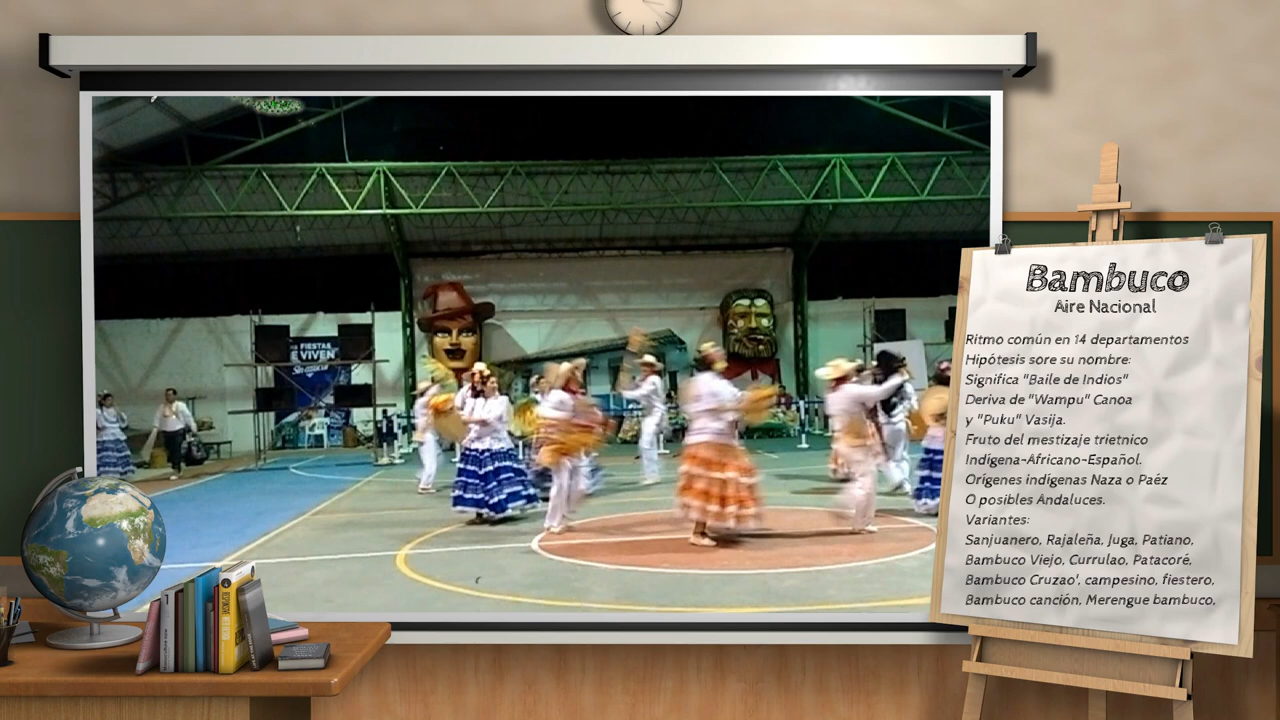 Bambuco
Aire Nacional
Ritmo común en 14 departamentos
Hipótesis sore su nombre:
Significa "Baile de Indios"
Deriva de "Wampu" Canoa
y "Puku" Vasija.
Fruto del mestizaje trietnico
Indígena-Africano-Español.
Orígenes indígenas Naza o Paéz
O posibles Andaluces.
Variantes:
Sanjuanero, Rajaleña, Juga, Patiano,
Bambuco Viejo, Currulao, Patacoré,
Bambuco Cruzao', campesino, fiestero,
Bambuco canción, Merengue bambuco,
FIESTAS
E VIVEN